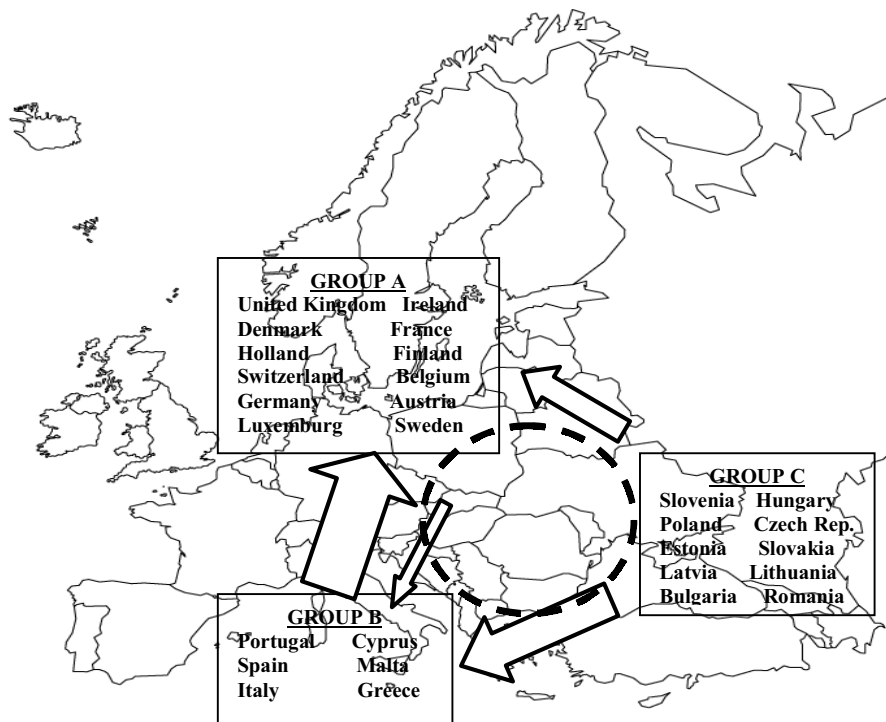 GROUP A
United Kingdom Ireland
Denmark France
Holland Finland
Switzerland Belgium
Germany Austria
Luxemburg Sweden
GROUP C
Slovenia Hungary
Poland Czech Rep.
Estonia Slovakia
Latvia Lithuania
Bulgaria Romania
GROUP B
Portugal Cyprus
Spain Malta
Italy Greece